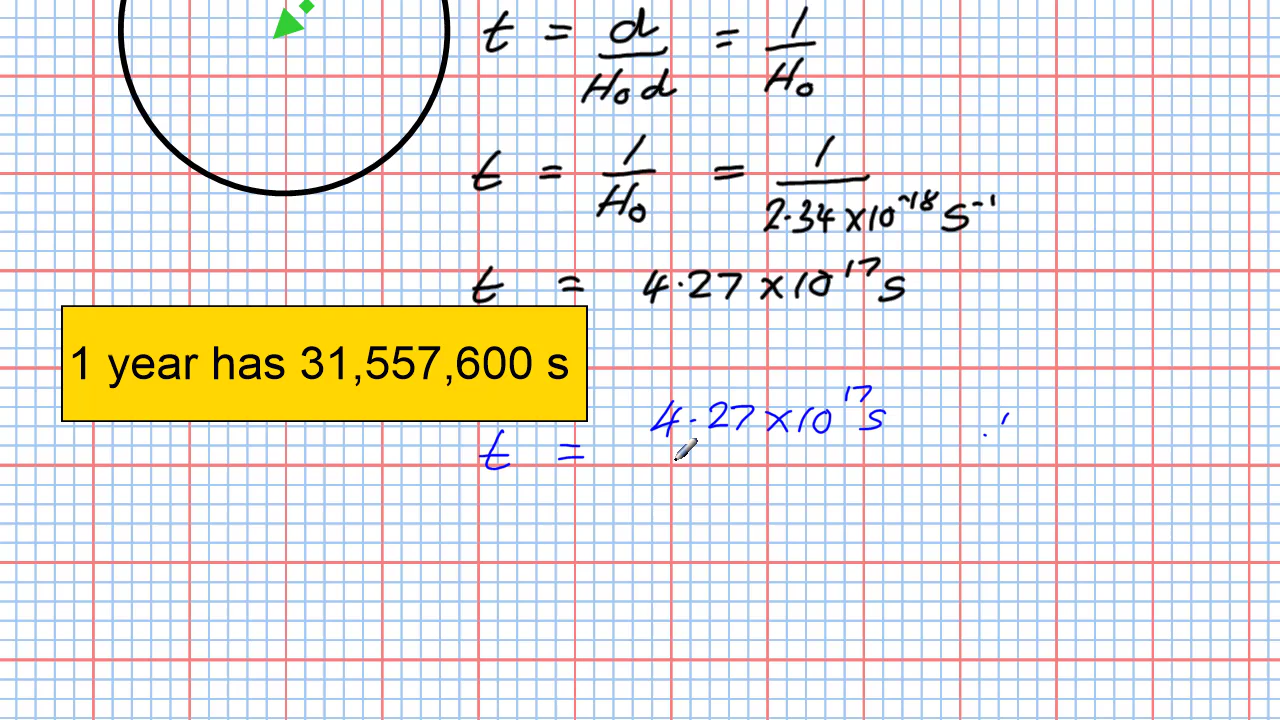 t = d / H₀d = 1 / H₀
t = 1 / H₀ = 1 / 2.34 × 10⁻¹⁸ s⁻¹
t = 4.27 × 10¹⁷ s
1 year has 31,557,600 s
t = 4.27 × 10¹⁷ s